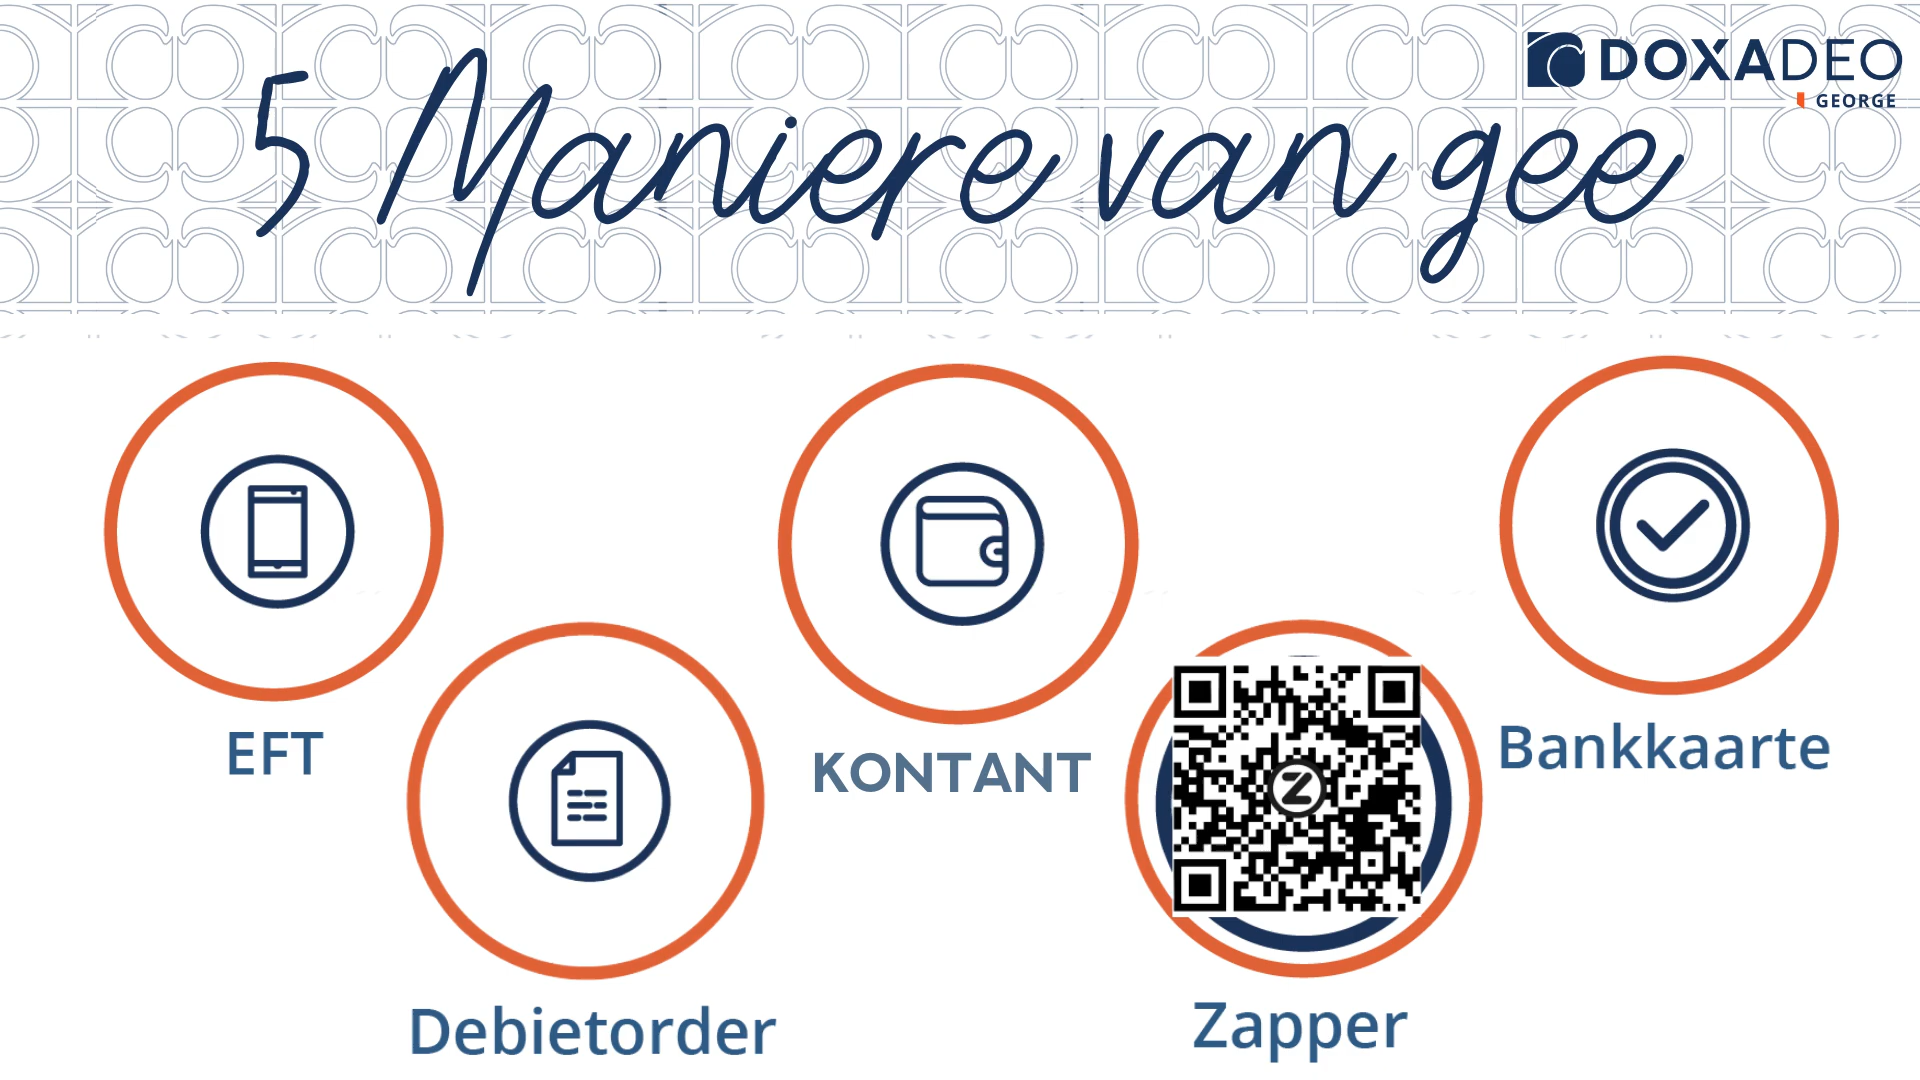 DOXADEO
GEORGE
5 Maniere van gee
EFT
Debietorder
KONTANT
Z
Zapper
Bankkaarte